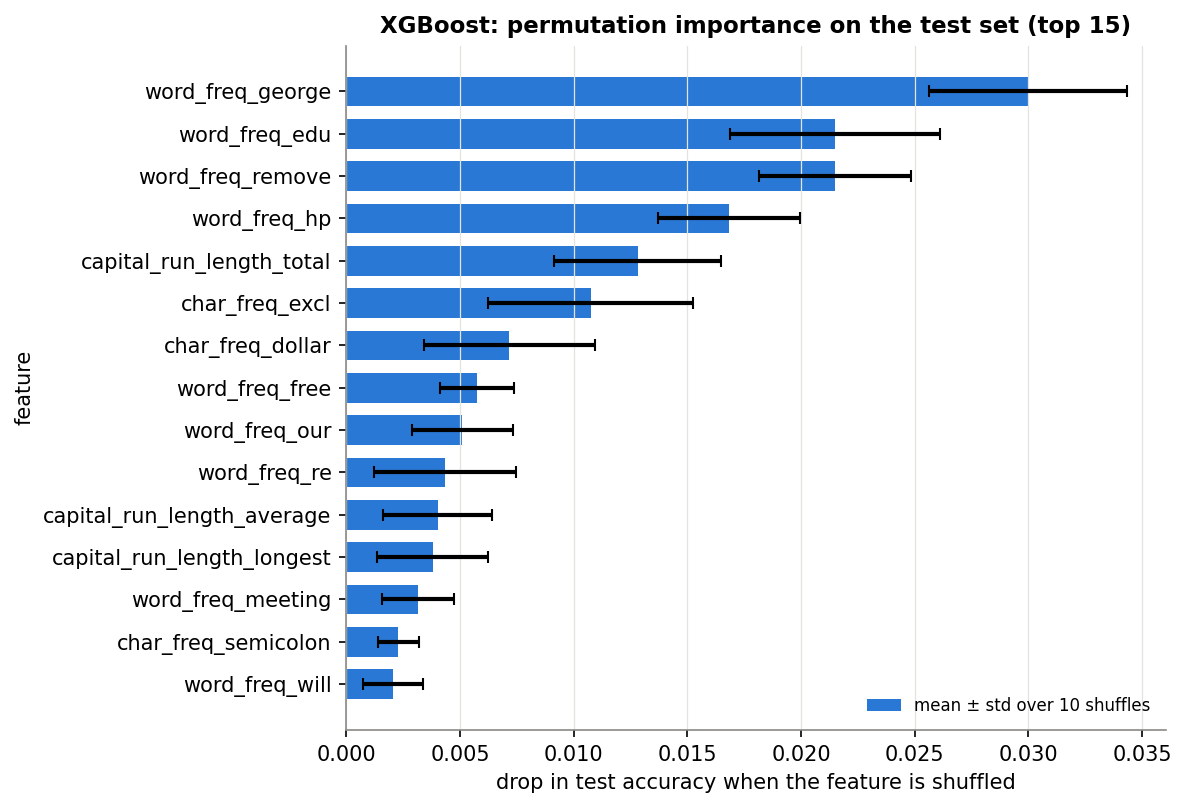 XGBoost: permutation importance on the test set (top 15)
feature
word_freq_george
word_freq_edu
word_freq_remove
word_freq_hp
capital_run_length_total
char_freq_excl
char_freq_dollar
word_freq_free
word_freq_our
word_freq_re
capital_run_length_average
capital_run_length_longest
word_freq_meeting
char_freq_semicolon
word_freq_will
mean ± std over 10 shuffles
0.000 0.005 0.010 0.015 0.020 0.025 0.030 0.035
drop in test accuracy when the feature is shuffled